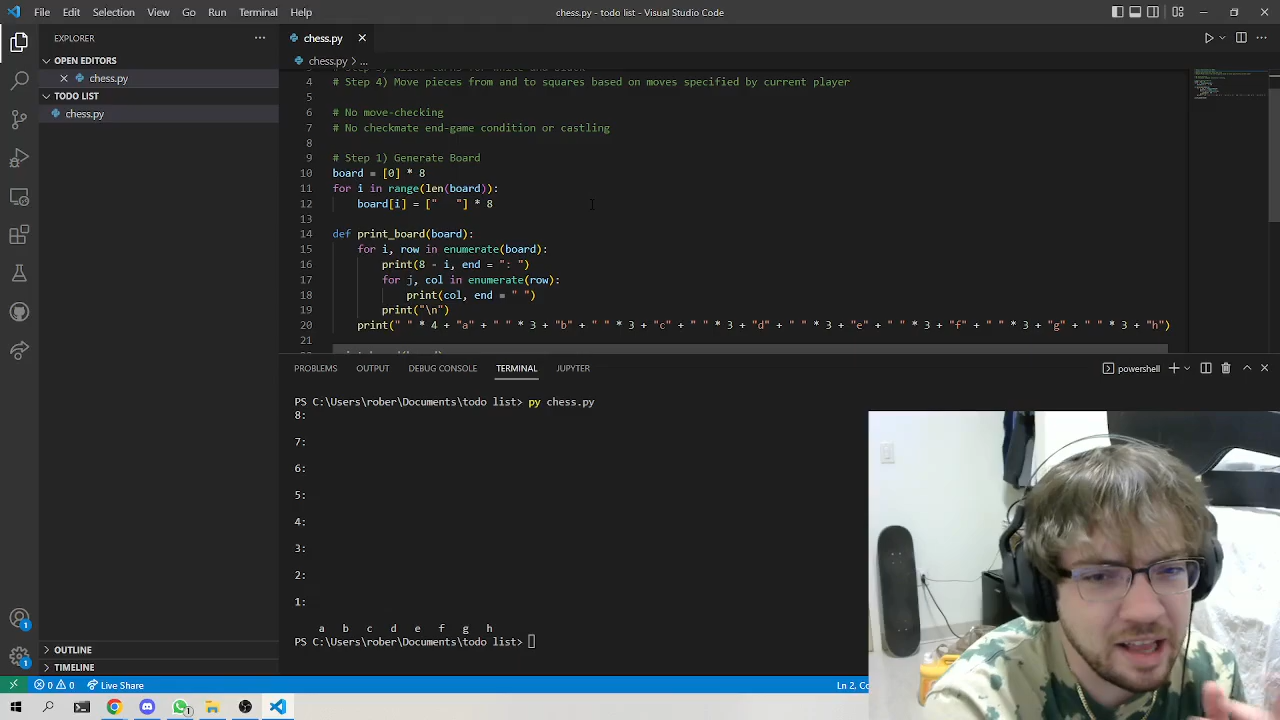 File Edit Selection View Go Run Terminal Help
chess.py - todo list - Visual Studio Code
EXPLORER
chess.py
OPEN EDITORS
chess.py > ...
chess.py
TODO LIST
chess.py
4 # Step 4) Move pieces from and to squares based on moves specified by current player
5
6 # No move-checking
7 # No checkmate end-game condition or castling
8
9 # Step 1) Generate Board
10 board = [0] * 8
11 for i in range(len(board)):
12 board[i] = ["   "] * 8
13
14 def print_board(board):
15 for i, row in enumerate(board):
16 print(8 - i, end = ": ")
17 for j, col in enumerate(row):
18 print(col, end = " ")
19 print("\n")
20 print(" " * 4 + "a" + " " * 3 + "b" + " " * 3 + "c" + " " * 3 + "d" + " " * 3 + "e" + " " * 3 + "f" + " " * 3 + "g" + " " * 3 + "h")
21
PROBLEMS OUTPUT DEBUG CONSOLE TERMINAL JUPYTER
powershell
PS C:\Users\rober\Documents\todo list> py chess.py
8:
7:
6:
5:
4:
3:
2:
1:
a b c d e f g h
PS C:\Users\rober\Documents\todo list>
OUTLINE
TIMELINE
0 0 Live Share
Ln 2, Co
1
1
1